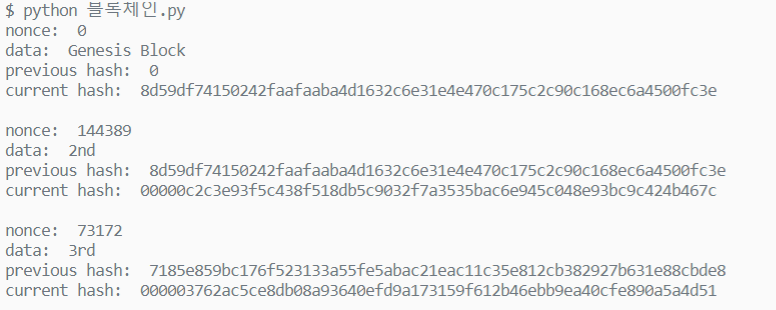 $ python 블록체인.py
nonce:  0
data:  Genesis Block
previous hash:  0
current hash:  8d59df74150242faafaaba4d1632c6e31e4e470c175c2c90c168ec6a4500fc3e
nonce:  144389
data:  2nd
previous hash:  8d59df74150242faafaaba4d1632c6e31e4e470c175c2c90c168ec6a4500fc3e
current hash:  00000c2c3e93f5c438f518db5c9032f7a3535bac6e945c048e93bc9c424b467c
nonce:  73172
data:  3rd
previous hash:  7185e859bc176f523133a55fe5abac21eac11c35e812cb382927b631e88cbde8
current hash:  000003762ac5ce8db08a93640efd9a173159f612b46ebb9ea40cfe890a5a4d51